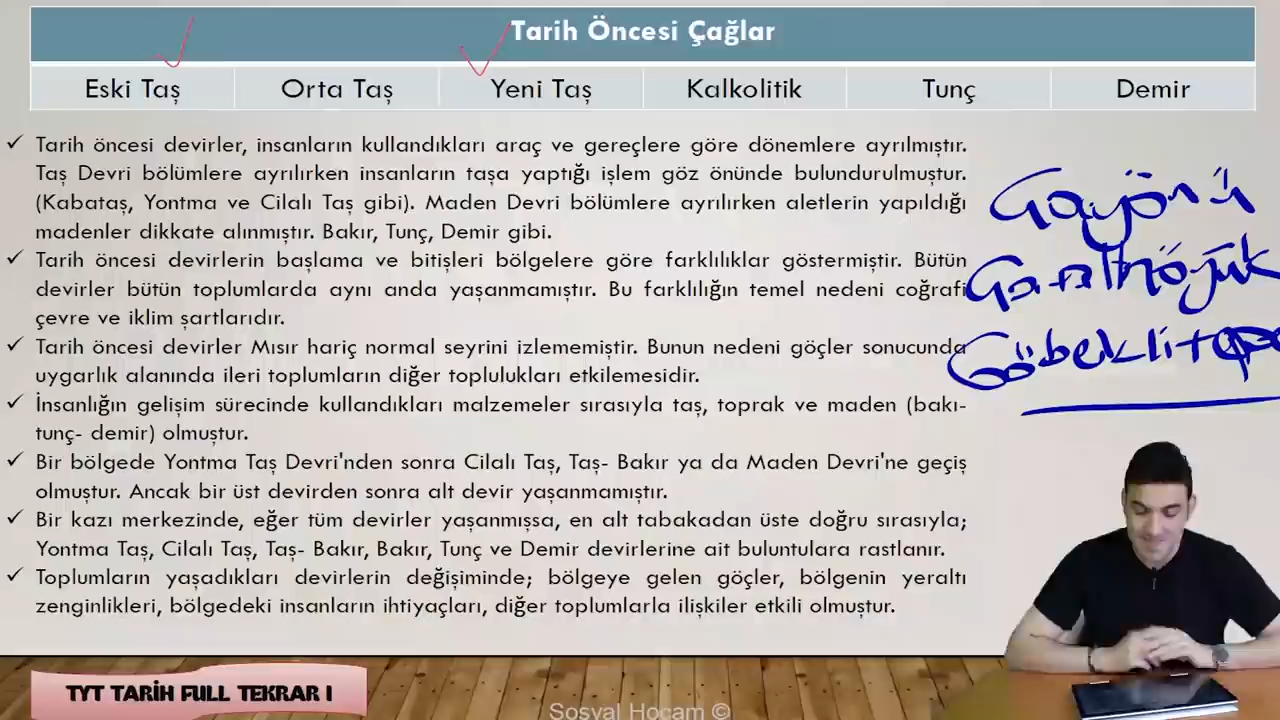 Tarih Öncesi Çağlar
Eski Taş Orta Taş Yeni Taş Kalkolitik Tunç Demir
✓ Tarih öncesi devirler, insanların kullandıkları araç ve gereçlere göre dönemlere ayrılmıştır.
Taş Devri bölümlere ayrılırken insanların taşa yaptığı işlem göz önünde bulundurulmuştur.
(Kabataş, Yontma ve Cilalı Taş gibi). Maden Devri bölümlere ayrılırken aletlerin yapıldığı
madenler dikkate alınmıştır. Bakır, Tunç, Demir gibi.
✓ Tarih öncesi devirlerin başlama ve bitişleri bölgelere göre farklılıklar göstermiştir. Bütün
devirler bütün toplumlarda aynı anda yaşanmamıştır. Bu farklılığın temel nedeni coğrafi
çevre ve iklim şartlarıdır.
✓ Tarih öncesi devirler Mısır hariç normal seyrini izlememiştir. Bunun nedeni göçler sonucunda
uygarlık alanında ileri toplumların diğer toplulukları etkilemesidir.
✓ İnsanlığın gelişim sürecinde kullandıkları malzemeler sırasıyla taş, toprak ve maden (bakı-
tunç- demir) olmuştur.
✓ Bir bölgede Yontma Taş Devri'nden sonra Cilalı Taş, Taş- Bakır ya da Maden Devri'ne geçiş
olmuştur. Ancak bir üst devirden sonra alt devir yaşanmamıştır.
✓ Bir kazı merkezinde, eğer tüm devirler yaşanmışsa, en alt tabakadan üste doğru sırasıyla;
Yontma Taş, Cilalı Taş, Taş- Bakır, Bakır, Tunç ve Demir devirlerine ait buluntulara rastlanır.
✓ Toplumların yaşadıkları devirlerin değişiminde; bölgeye gelen göçler, bölgenin yeraltı
zenginlikleri, bölgedeki insanların ihtiyaçları, diğer toplumlarla ilişkiler etkili olmuştur.
Göbeklitepe
TYT TARİH FULL TEKRAR I
Sosyal Hocam ©